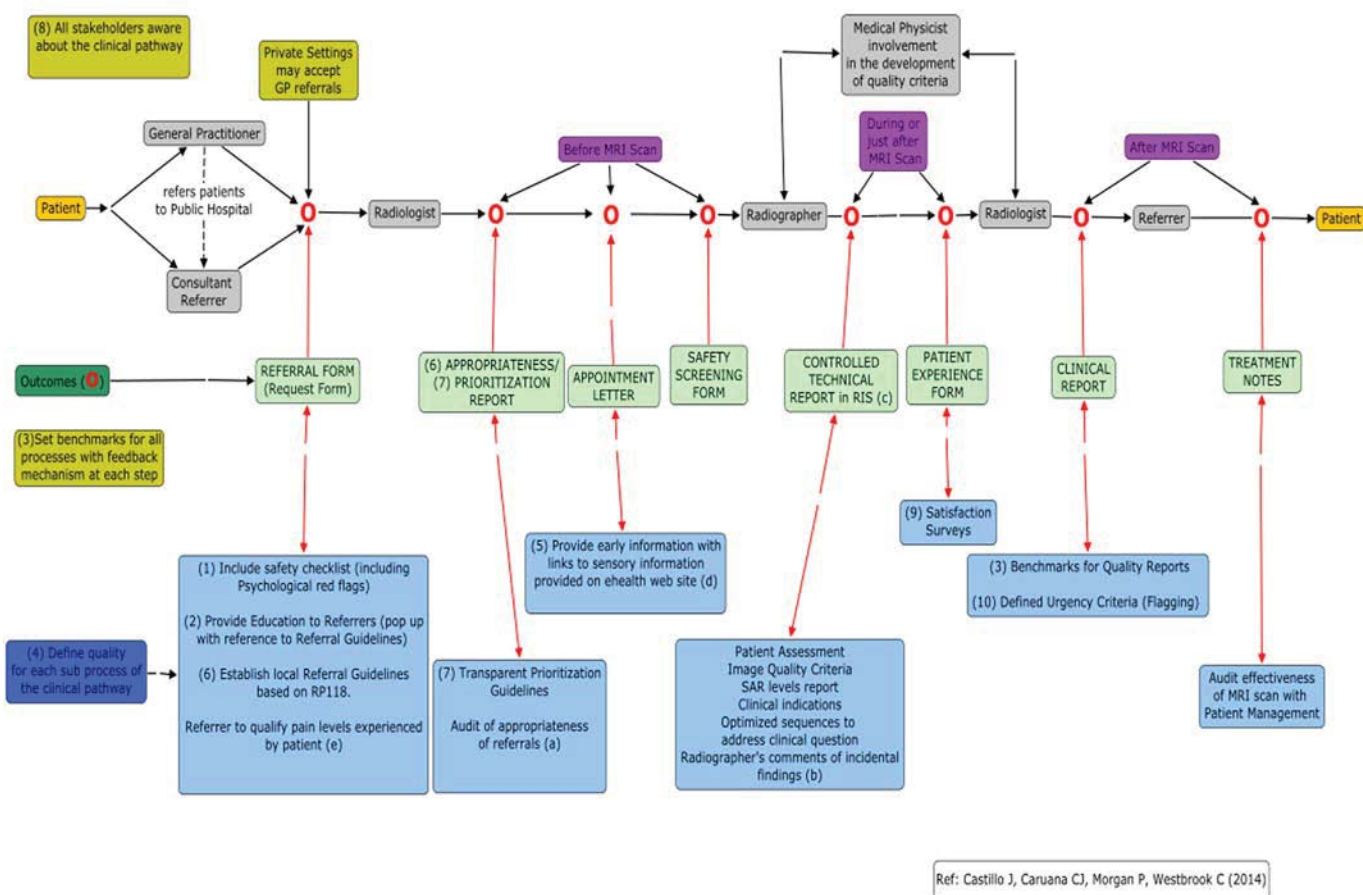 (8) All stakeholders aware
about the clinical pathway
Private Settings
may accept
GP referrals
Medical Physicist
involvement
in the development
of quality criteria
General Practitioner
Before MRI Scan
During or
just after
MRI Scan
After MRI Scan
refers patients
to Public Hospital
Patient
O
Radiologist
O
O
O
Radiographer
O
O
Radiologist
O
Referrer
O
Patient
Consultant
Referrer
Outcomes (O)
REFERRAL FORM
(Request Form)
(6) APPROPRIATENESS/
(7) PRIORITIZATION
REPORT
APPOINTMENT
LETTER
SAFETY
SCREENING
FORM
CONTROLLED
TECHNICAL
REPORT in RIS (c)
PATIENT
EXPERIENCE
FORM
CLINICAL
REPORT
TREATMENT
NOTES
(3)Set benchmarks for all
processes with feedback
mechanism at each step
(9) Satisfaction
Surveys
(5) Provide early information with
links to sensory information
provided on ehealth web site (d)
(3) Benchmarks for Quality Reports
(10) Defined Urgency Criteria (Flagging)
(1) Include safety checklist (including
Psychological red flags)
(2) Provide Education to Referrers (pop up
with reference to Referral Guidelines)
(6) Establish local Referral Guidelines
based on RP118.
Referrer to qualify pain levels experienced
by patient (e)
(4) Define quality
for each sub process of
the clinical pathway
(7) Transparent Prioritization
Guidelines
Audit of appropriateness
of referrals (a)
Patient Assessment
Image Quality Criteria
SAR levels report
Clinical indications
Optimized sequences to
address clinical question
Radiographer's comments of incidental
findings (b)
Audit effectiveness
of MRI scan with
Patient Management
Ref: Castillo J, Caruana CJ, Morgan P, Westbrook C (2014)